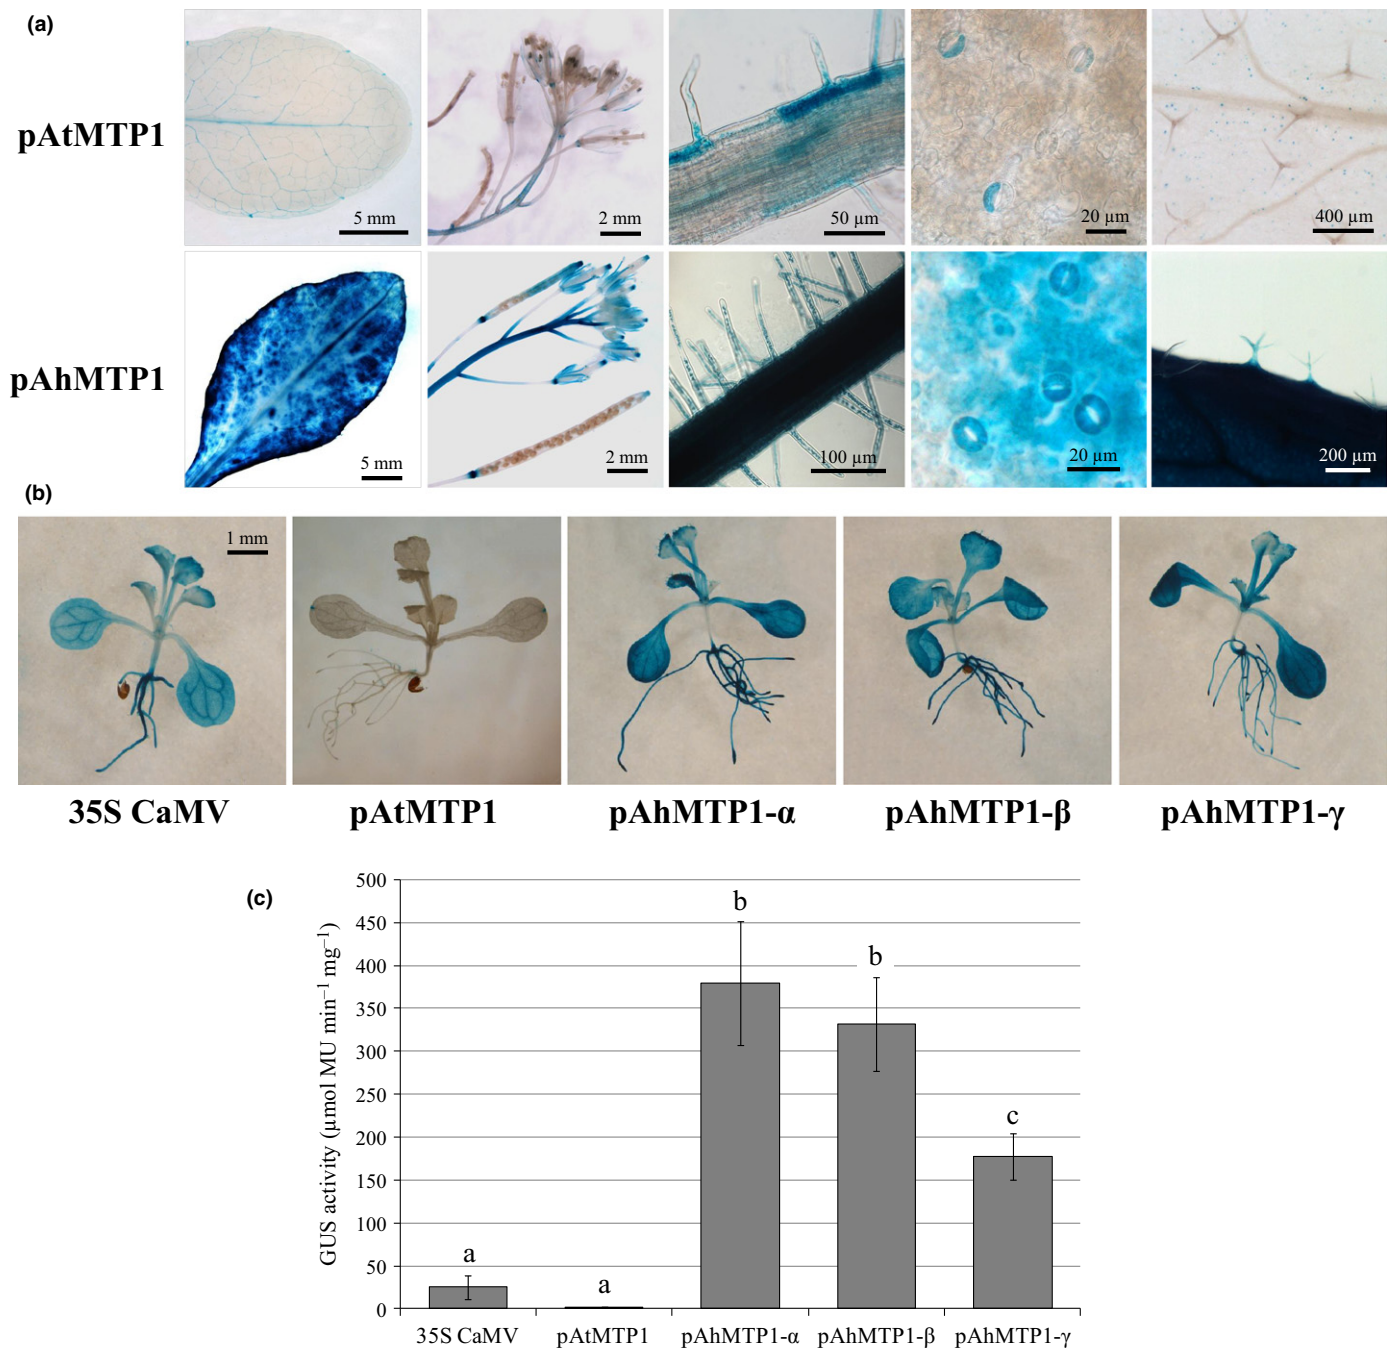 (a)
pAtMTP1
5 mm
2 mm
50 µm
20 µm
400 µm
pAhMTP1
5 mm
2 mm
100 µm
20 µm
200 µm
(b)
1 mm
35S CaMV
pAtMTP1
pAhMTP1-α
pAhMTP1-β
pAhMTP1-γ
(c)
GUS activity (µmol MU min⁻¹ mg⁻¹)
500
450
400
350
300
250
200
150
100
50
0
a
a
b
b
c
35S CaMV
pAtMTP1
pAhMTP1-α
pAhMTP1-β
pAhMTP1-γ